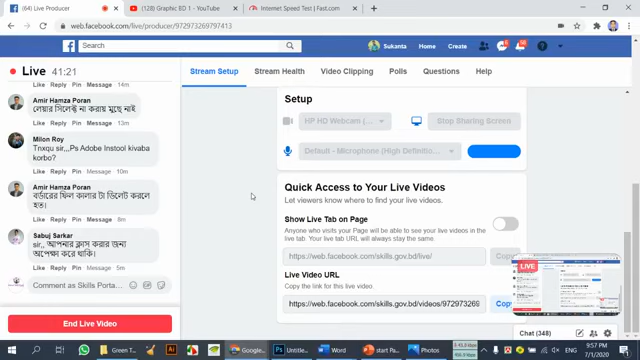 (64) Live Producer
(128) Graphic BD 1 - YouTube
Internet Speed Test | Fast.com
web.facebook.com/live/producer/972973269797413
Search
Sukanta
Home
Create
Live 41:21
Stream Setup
Stream Health
Video Clipping
Polls
Questions
Help
Like Reply Pin Message 14m
Amir Hamza Poran
লেয়ার সিলেক্ট না করায় মুছে নাই
Like Reply Pin Message 13m
Milon Roy
Tnxqu sir,,,Ps Adobe Instool kivaba
korbo?
Like Reply Pin Message 10m
Amir Hamza Poran
বর্ডারের ফিল কালার টা ডিলেট করলে
হত।
Like Reply Pin Message 8m
Sabuj Sarkar
sir,, আপনার ক্লাস করার জন্য
অপেক্ষা করে থাকি।
Like Reply Pin Message 5m
Comment as Skills Porta...
End Live Video
Setup
HP HD Webcam (...
Stop Sharing Screen
Default - Microphone (High Definitio...
Quick Access to Your Live Videos
Let viewers know where to find your live videos.
Show Live Tab on Page
Anyone who visits your Page will be able to see your live videos in the
live tab. Your live tab URL will always stay the same.
https://web.facebook.com/skills.gov.bd/live/
Live Video URL
Copy the link for this live video.
https://web.facebook.com/skills.gov.bd/videos/97297326
LIVE
Chat (348)
Green T...
Google...
Untitle...
Word
start Pa...
Photos
9:57 PM
7/1/2020